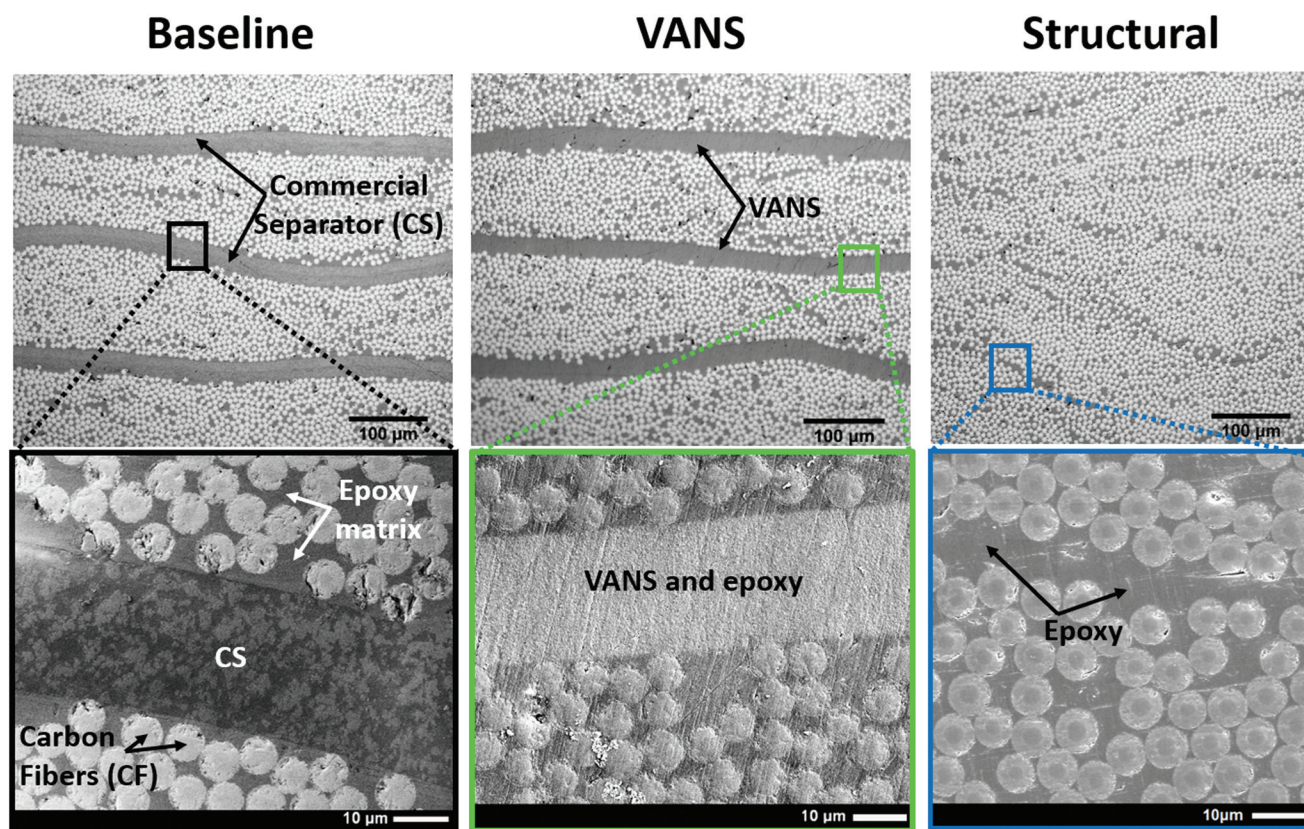 Baseline
VANS
Structural
Commercial
Separator (CS)
VANS
100 µm
100 µm
100 µm
Epoxy
matrix
CS
Carbon
Fibers (CF)
10 µm
VANS and epoxy
10 µm
Epoxy
10µm